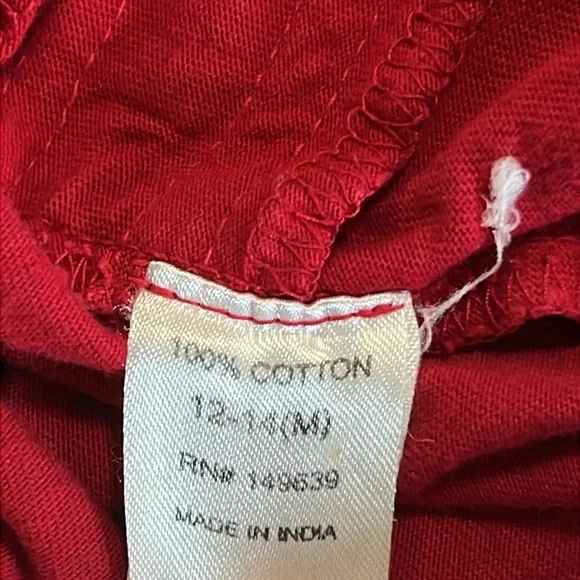 100% COTTON
12-14(M)
RN# 149639
MADE IN INDIA